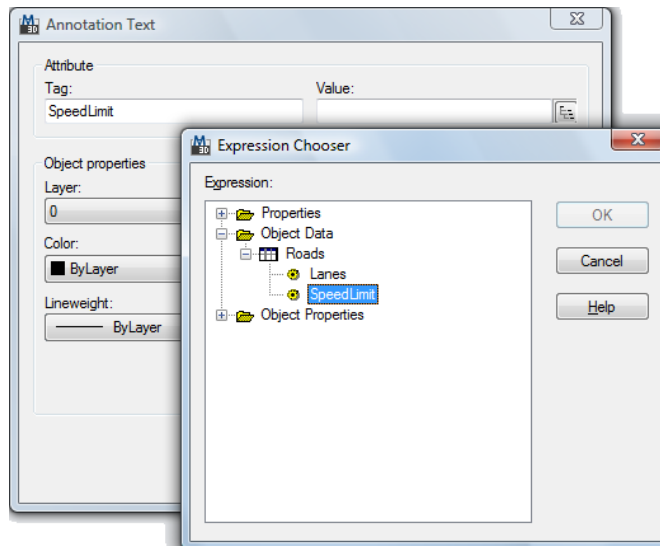 Annotation Text
Attribute
Tag:
Value:
SpeedLimit
Object properties
Layer:
0
Color:
ByLayer
Lineweight:
ByLayer
Expression Chooser
Expression:
Properties
Object Data
Roads
Lanes
SpeedLimit
Object Properties
OK
Cancel
Help